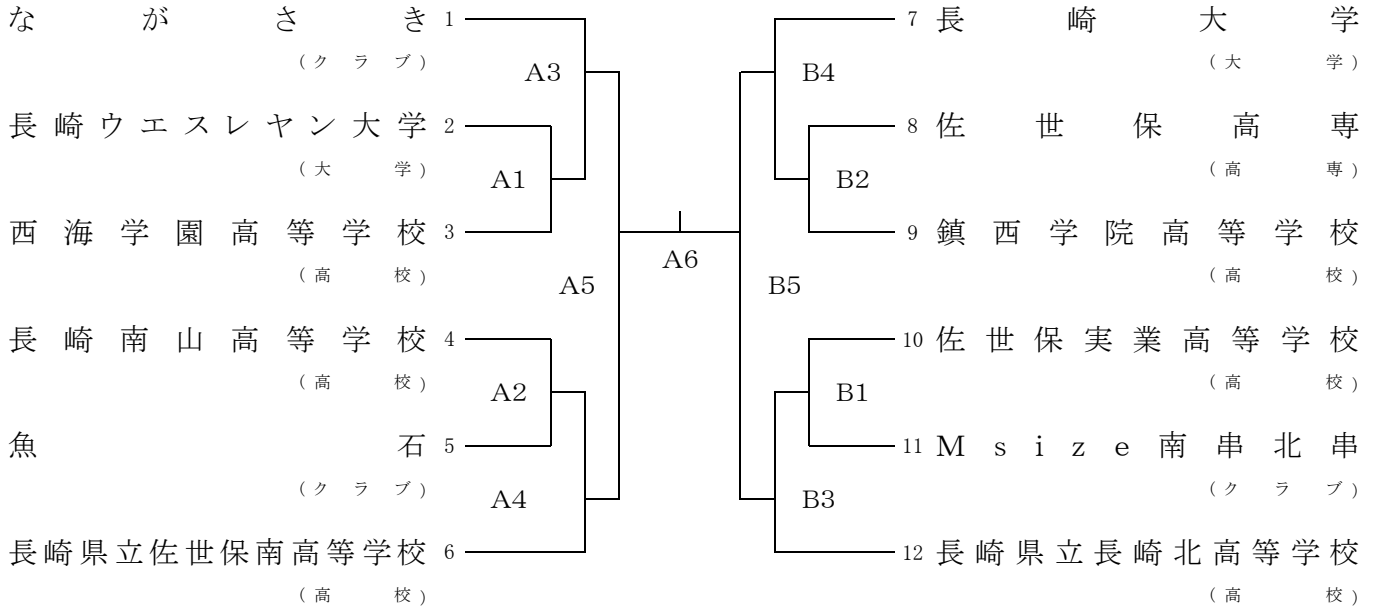 ながさき 1
(クラブ)
A3
長崎ウエスレヤン大学 2
(大学)
A1
西海学園高等学校 3
(高校)
A5
長崎南山高等学校 4
(高校)
A2
魚石 5
(クラブ)
A4
長崎県立佐世保南高等学校 6
(高校)
A6
7 長崎大学
(大学)
B4
8 佐世保高専
(高専)
B2
9 鎮西学院高等学校
(高校)
B5
10 佐世保実業高等学校
(高校)
B1
11 Msize南串北串
(クラブ)
B3
12 長崎県立長崎北高等学校
(高校)